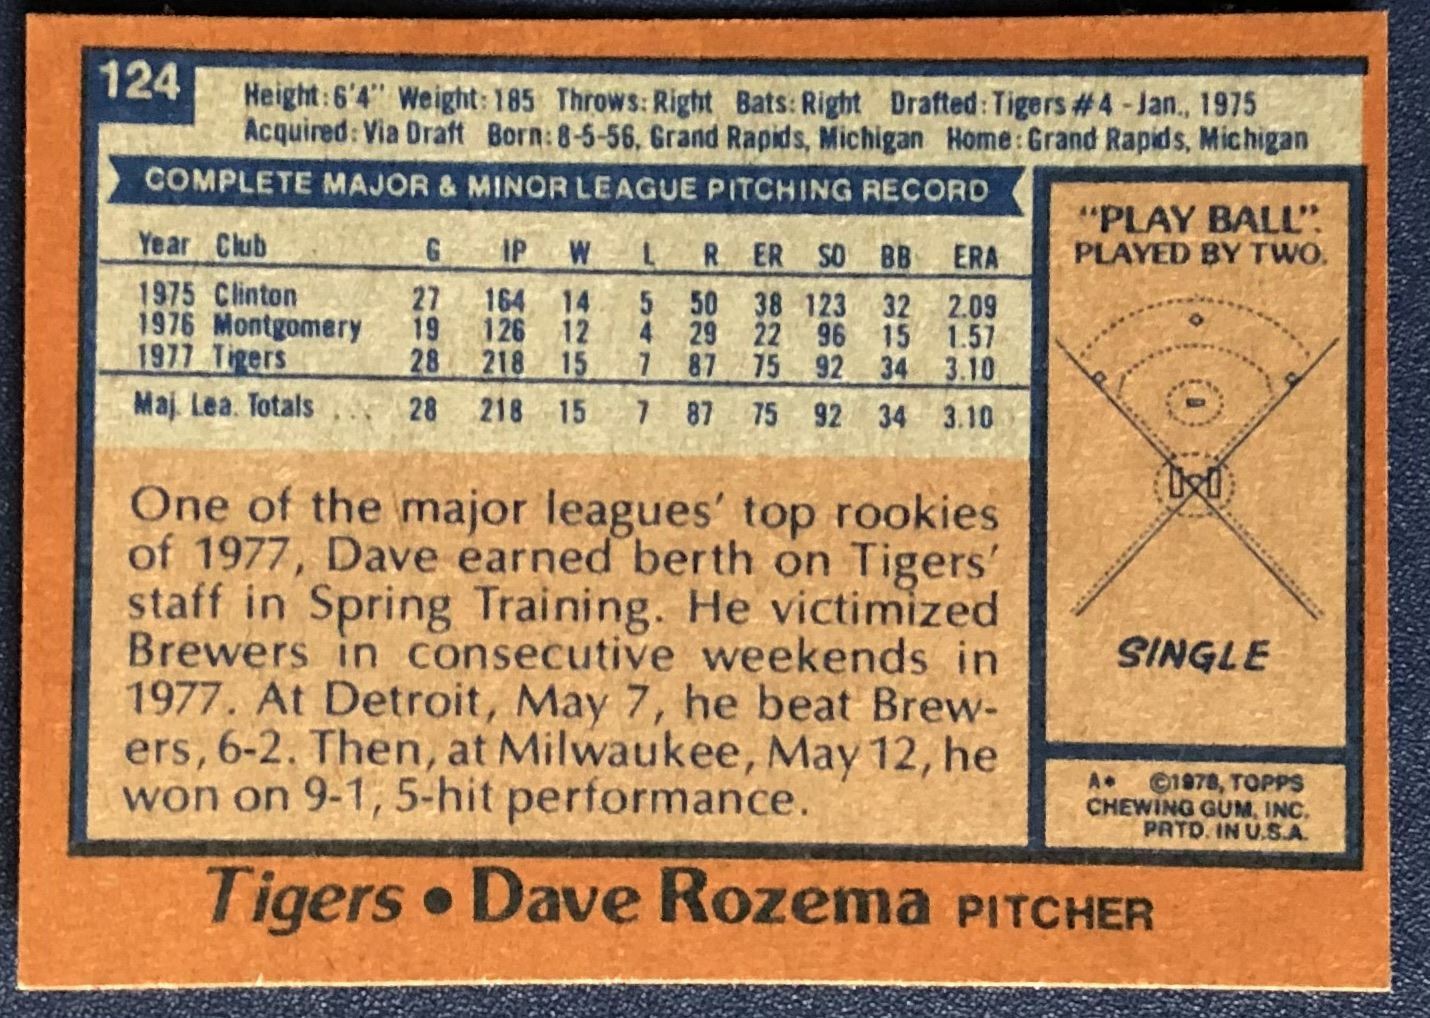 124
Height: 6'4" Weight: 185 Throws: Right Bats: Right Drafted: Tigers #4 - Jan., 1975
Acquired: Via Draft Born: 8-5-56, Grand Rapids, Michigan Home: Grand Rapids, Michigan
COMPLETE MAJOR & MINOR LEAGUE PITCHING RECORD
Year Club G IP W L R ER SO BB ERA
1975 Clinton 27 164 14 5 50 38 123 32 2.09
1976 Montgomery 19 126 12 4 29 22 96 15 1.57
1977 Tigers 28 218 15 7 87 75 92 34 3.10
Maj. Lea. Totals ... 28 218 15 7 87 75 92 34 3.10
One of the major leagues' top rookies
of 1977, Dave earned berth on Tigers'
staff in Spring Training. He victimized
Brewers in consecutive weekends in
1977. At Detroit, May 7, he beat Brew-
ers, 6-2. Then, at Milwaukee, May 12, he
won on 9-1, 5-hit performance.
"PLAY BALL":
PLAYED BY TWO.
SINGLE
A* ©1978, TOPPS
CHEWING GUM, INC.
PRTD. IN U.S.A.
Tigers • Dave Rozema PITCHER